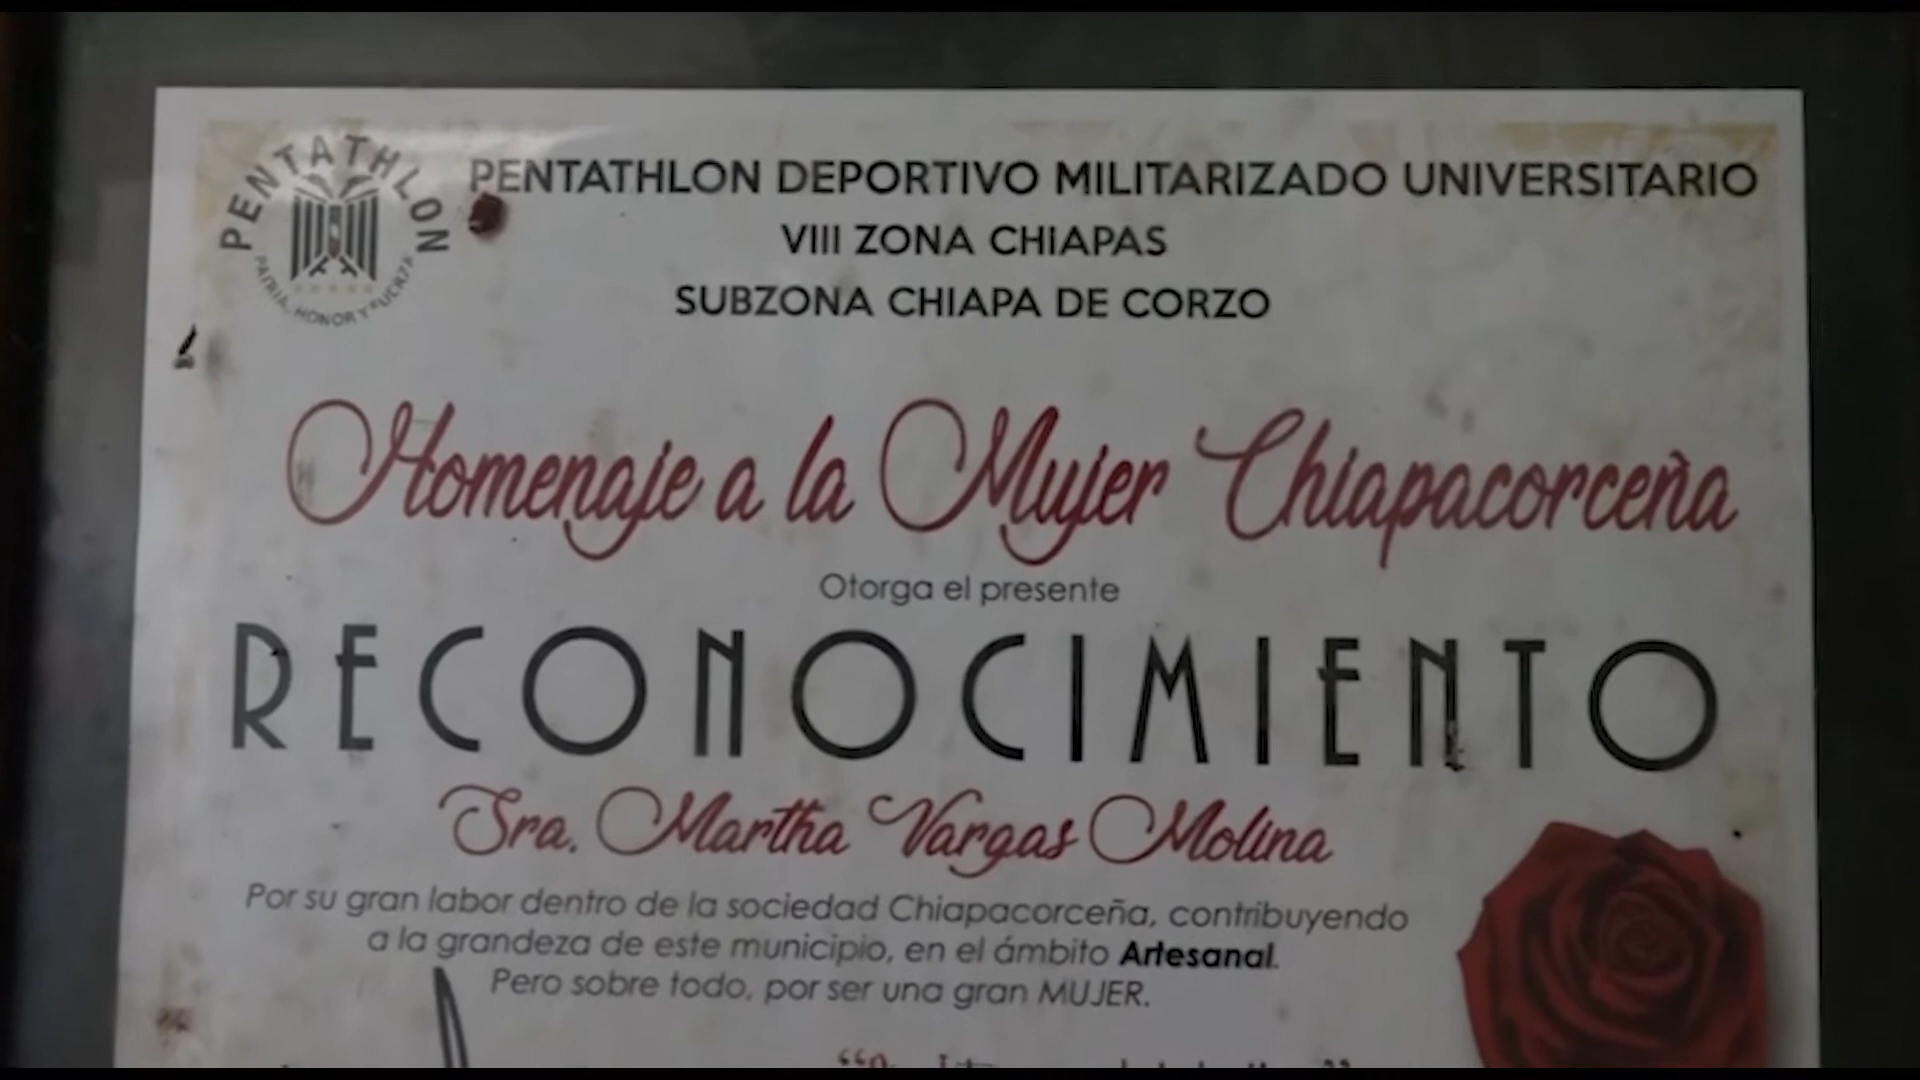 PENTATHLON
PATRIA, HONOR Y FUERZA
PENTATHLON DEPORTIVO MILITARIZADO UNIVERSITARIO
VIII ZONA CHIAPAS
SUBZONA CHIAPA DE CORZO
Homenaje a la Mujer Chiapacorceña
Otorga el presente
RECONOCIMIENTO
Sra. Martha Vargas Molina
Por su gran labor dentro de la sociedad Chiapacorceña, contribuyendo
a la grandeza de este municipio, en el ámbito Artesanal.
Pero sobre todo, por ser una gran MUJER.